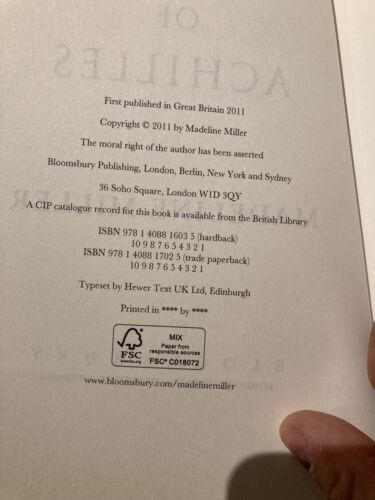 First published in Great Britain 2011
Copyright © 2011 by Madeline Miller
The moral right of the author has been asserted
Bloomsbury Publishing, London, Berlin, New York and Sydney
36 Soho Square, London W1D 3QY
A CIP catalogue record for this book is available from the British Library
ISBN 978 1 4088 1603 5 (hardback)
10 9 8 7 6 5 4 3 2 1
ISBN 978 1 4088 1702 5 (trade paperback)
10 9 8 7 6 5 4 3 2 1
Typeset by Hewer Text UK Ltd, Edinburgh
Printed in **** by ****
FSC
www.fsc.org
MIX
Paper from
responsible sources
FSC® C018072
www.bloomsbury.com/madelinemiller